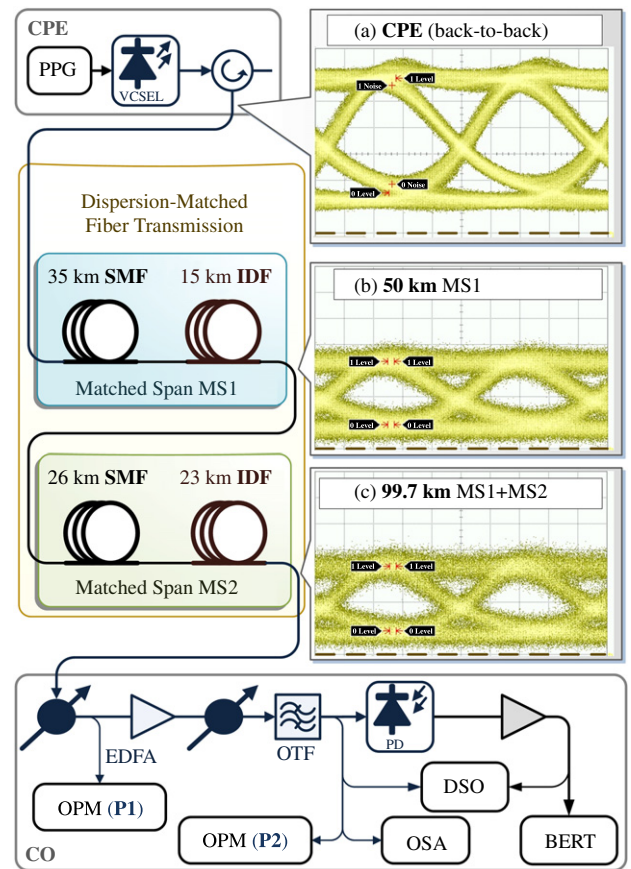 CPE
PPG
VCSEL
(a) CPE (back-to-back)
1 Level
1 Noise
0 Noise
0 Level
Dispersion-Matched
Fiber Transmission
35 km SMF
15 km IDF
Matched Span MS1
(b) 50 km MS1
1 Level
1 Level
0 Level
0 Level
26 km SMF
23 km IDF
Matched Span MS2
(c) 99.7 km MS1+MS2
1 Level
1 Level
0 Level
0 Level
EDFA
OTF
PD
OPM (P1)
DSO
OPM (P2)
OSA
BERT
CO